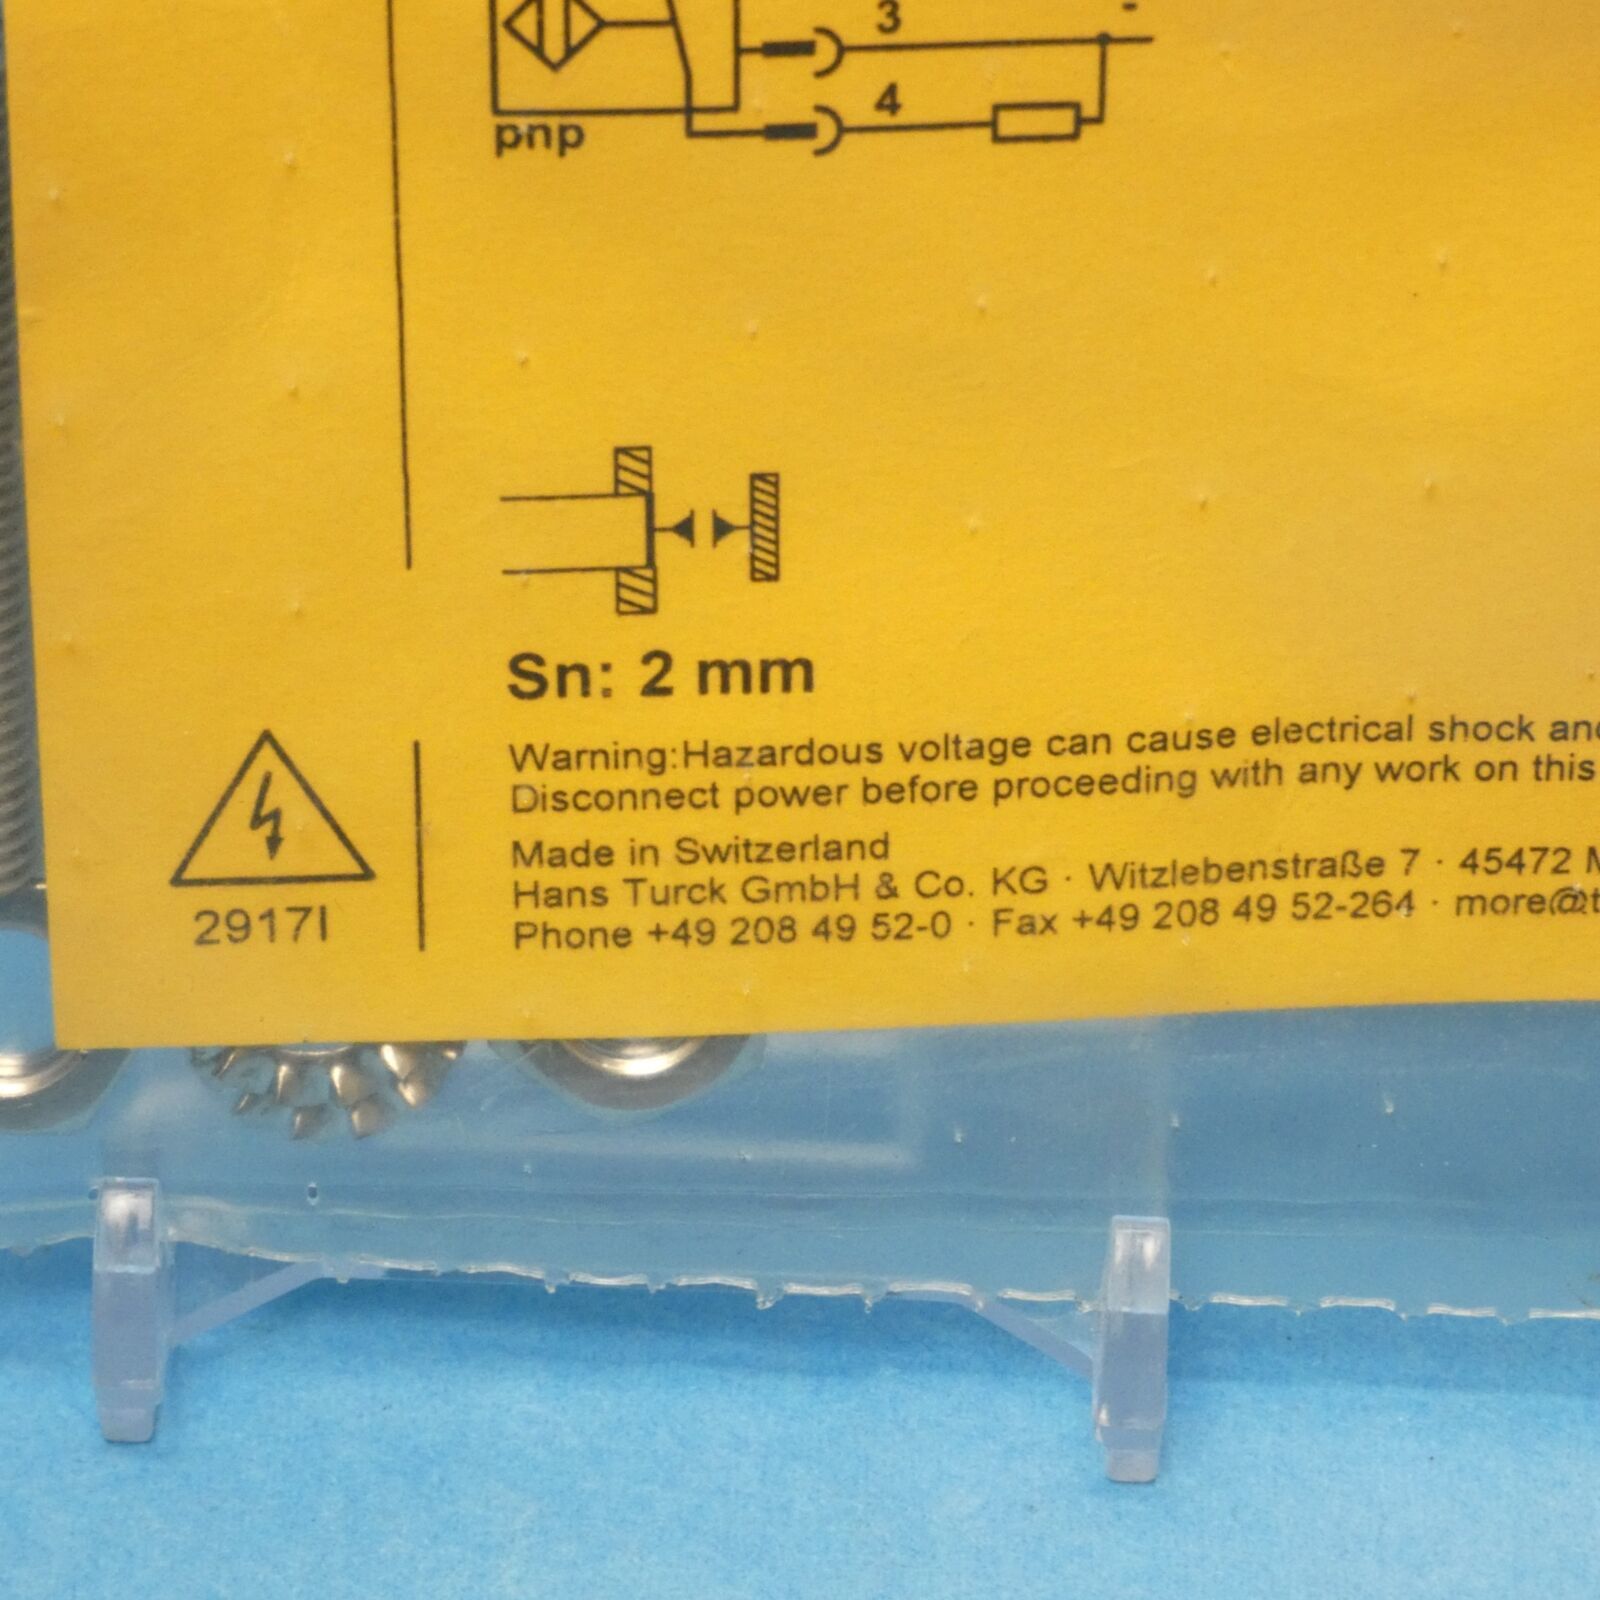 3
-
4
pnp
Sn: 2 mm
Warning:Hazardous voltage can cause electrical shock and
Disconnect power before proceeding with any work on this
Made in Switzerland
Hans Turck GmbH & Co. KG · Witzlebenstraße 7 · 45472 M
Phone +49 208 49 52-0 · Fax +49 208 49 52-264 · more@t
2917I